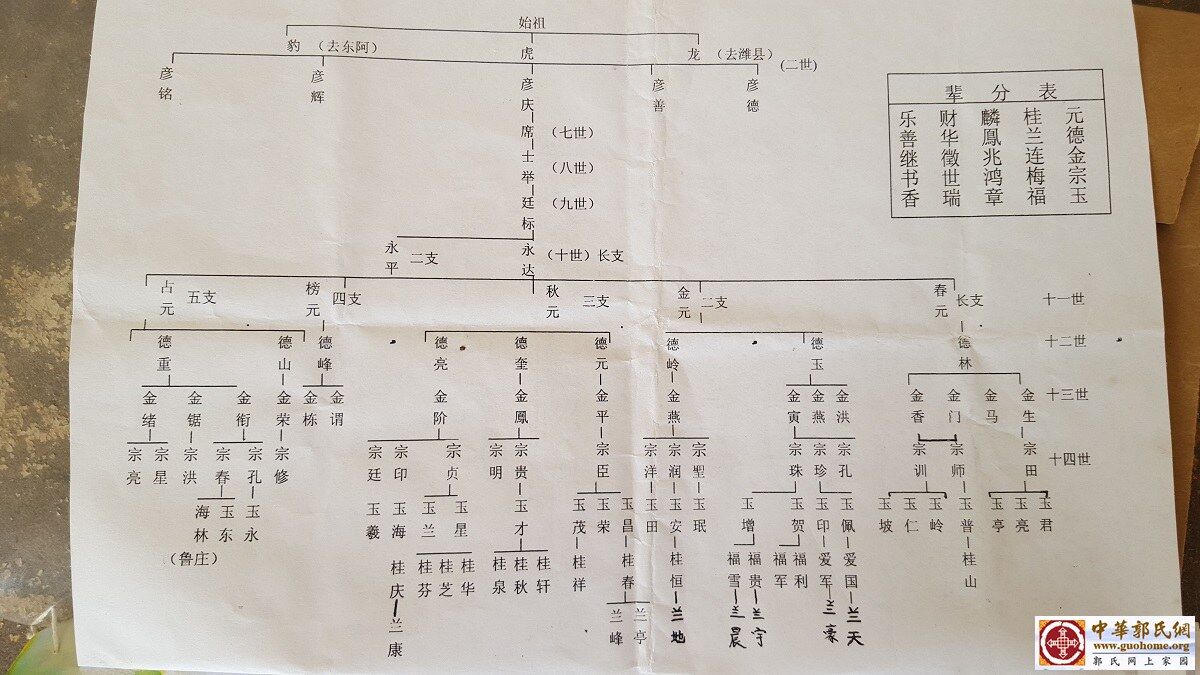 始祖
豹 （去东阿） 虎 龙 （去潍县）
(二世)
彦铭 彦辉 彦庆 彦善 彦德
辈分表
元德金宗玉
桂兰连梅福
麟鳳兆鸿章
财华徵世瑞
乐善继书香
席 （七世）
士举 （八世）
廷标 （九世）
永平 二支 永达 （十世）长支
占元 五支 榜元 四支 秋元 三支 金元 二支 春元 长支 十一世
德重 德山 德峰 德亮 德奎 德元 德岭 德玉 德林 十二世
金绪 金锯 金衔 金荣 金栋 金谓 金阶 金鳳 金平 金燕 金寅 金燕 金洪 金香 金门 金马 金生 十三世
宗亮 宗星 宗洪 宗春 宗孔 宗修 宗廷 宗印 宗贞 宗明 宗贵 宗臣 宗洋 宗润 宗聖 宗珠 宗珍 宗孔 宗训 宗师 宗田 十四世
海林 玉东 玉永 玉羲 玉海 玉兰 玉星 玉才 玉茂 玉荣 玉昌 玉田 玉安 玉珉 玉增 玉贺 玉印 玉佩 玉坡 玉仁 玉岭 玉普 玉亭 玉亮 玉君
（鲁庄）
桂庆 桂芬 桂芝 桂华 桂泉 桂秋 桂轩 桂祥 桂春 桂恒 福雪 福贵 福军 福利 爱军 爱国 桂山
兰康 兰峰 兰亭 兰地 兰晨 兰宇 兰豪 兰天
中華郭氏網
www.guohome.org
郭氏网上家园